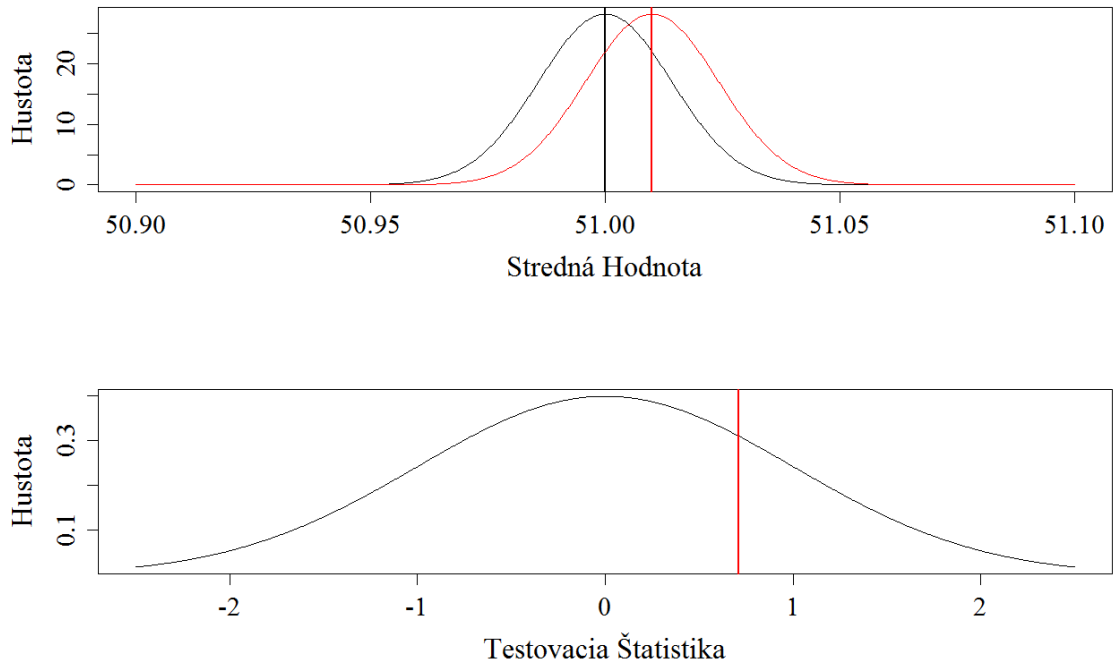 Hustota
20
10
0
50.90 50.95 51.00 51.05 51.10
Stredná Hodnota
Hustota
0.3
0.1
-2 -1 0 1 2
Testovacia Štatistika